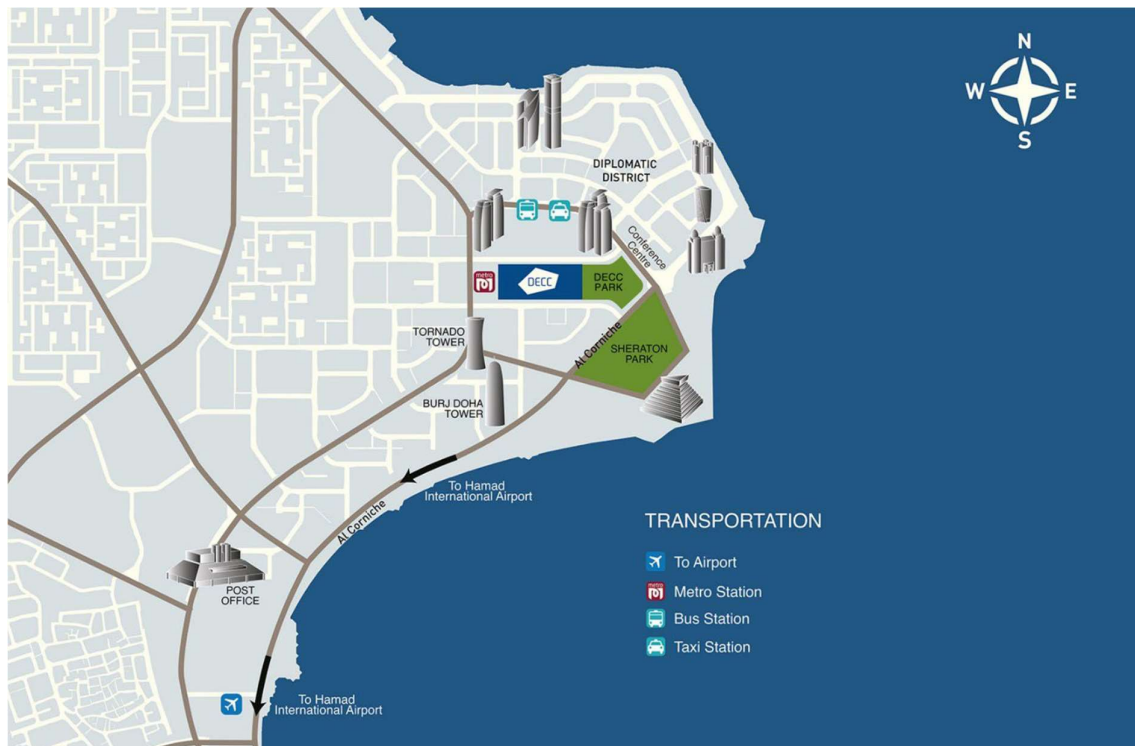 N
W E
S
DIPLOMATIC
DISTRICT
Conference
Centre
metro
DECC
DECC
PARK
TORNADO
TOWER
Al Corniche
SHERATON
PARK
BURJ DOHA
TOWER
To Hamad
International Airport
Al Corniche
TRANSPORTATION
To Airport
metro
Metro Station
POST
OFFICE
Bus Station
Taxi Station
To Hamad
International Airport